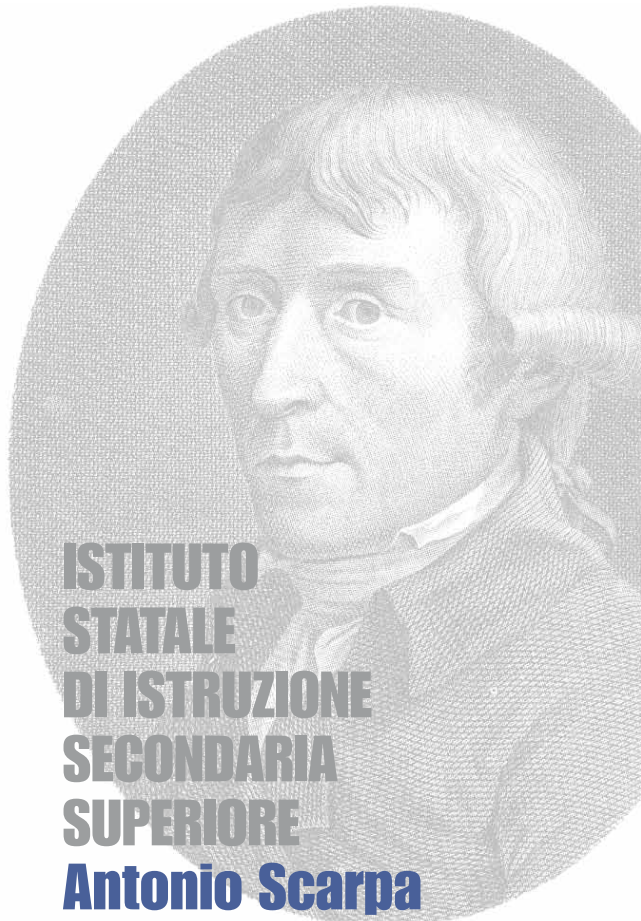 ISTITUTO
STATALE
DI ISTRUZIONE
SECONDARIA
SUPERIORE
Antonio Scarpa